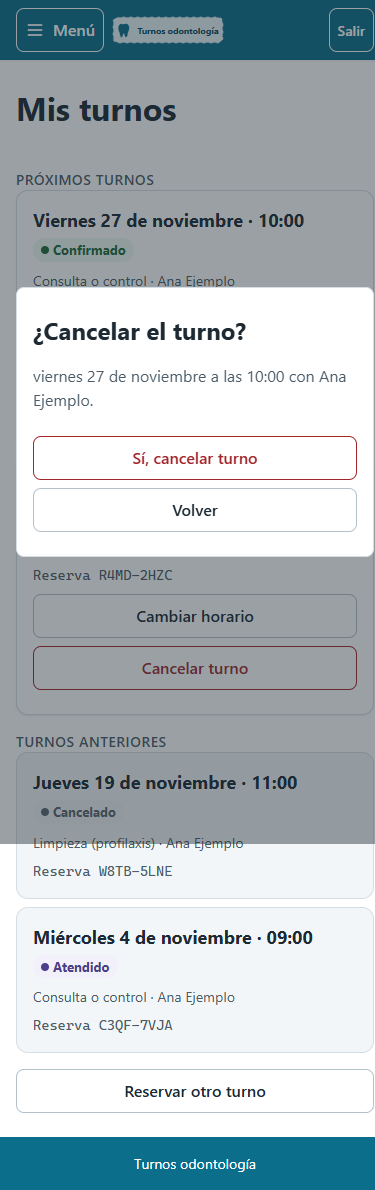 Menú
Turnos odontología
Salir
Mis turnos
PRÓXIMOS TURNOS
Viernes 27 de noviembre · 10:00
Confirmado
Consulta o control · Ana Ejemplo
¿Cancelar el turno?
viernes 27 de noviembre a las 10:00 con Ana
Ejemplo.
Sí, cancelar turno
Volver
Reserva R4MD-2HZC
Cambiar horario
Cancelar turno
TURNOS ANTERIORES
Jueves 19 de noviembre · 11:00
Cancelado
Limpieza (profilaxis) · Ana Ejemplo
Reserva W8TB-5LNE
Miércoles 4 de noviembre · 09:00
Atendido
Consulta o control · Ana Ejemplo
Reserva C3QF-7VJA
Reservar otro turno
Turnos odontología